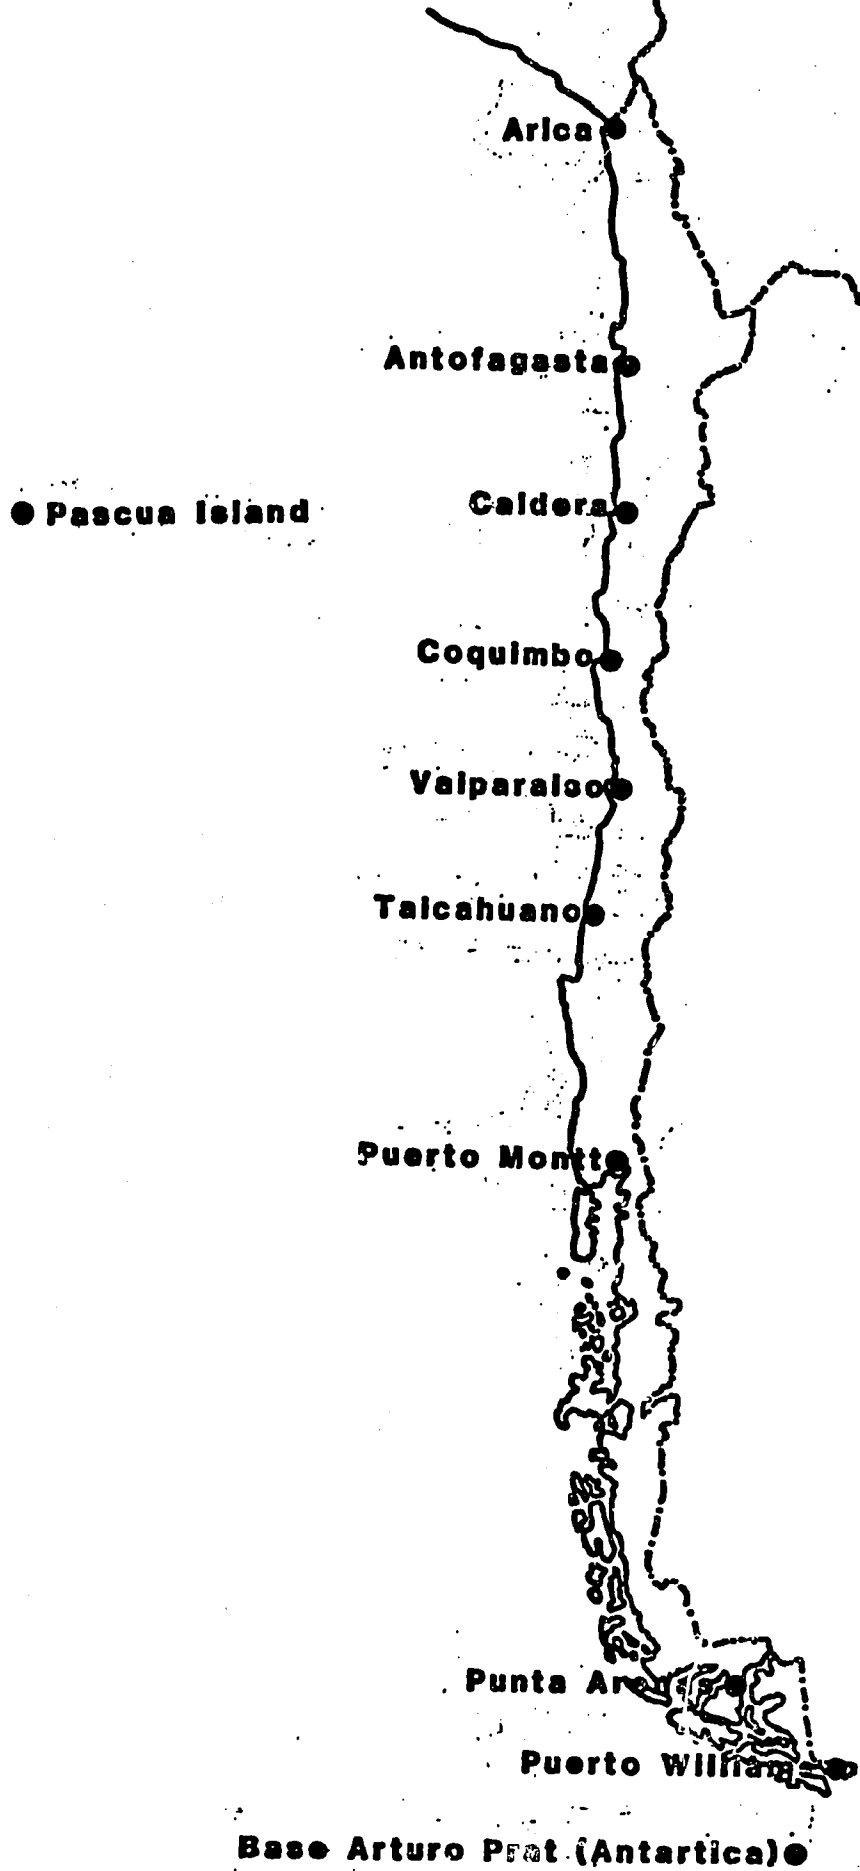 Arica
Antofagasta
Pascua Island
Caldera
Coquimbo
Valparaiso
Talcahuano
Puerto Montt
Punta Arenas
Puerto Williams
Base Arturo Prat (Antartica)